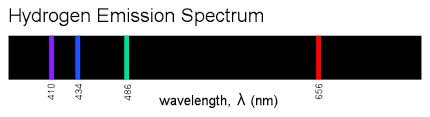 Hydrogen Emission Spectrum
410
434
486
656
wavelength, λ (nm)